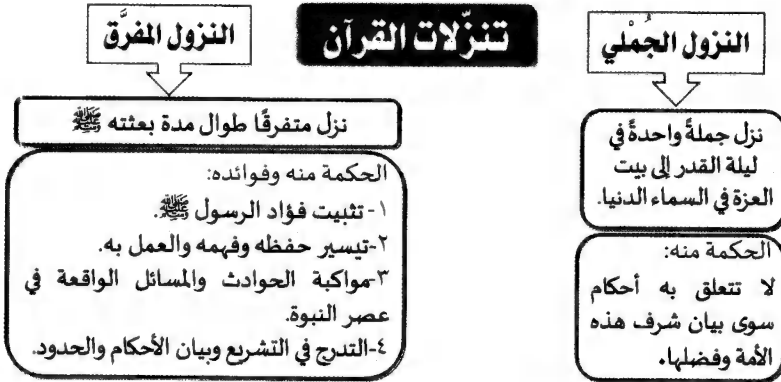 تنزّلات القرآن
النزول الجُمْلي
نزل جملةً واحدةً في
ليلة القدر إلى بيت
العزة في السماء الدنيا.
الحكمة منه:
لا تتعلق به أحكام
سوى بيان شرف هذه
الأمة وفضلها.
النزول المفرَّق
نزل متفرقًا طوال مدة بعثته ﷺ
الحكمة منه وفوائده:
١- تثبيت فؤاد الرسول ﷺ.
٢-تيسير حفظه وفهمه والعمل به.
٣-مواكبة الحوادث والمسائل الواقعة في
عصر النبوة.
٤-التدرج في التشريع وبيان الأحكام والحدود.